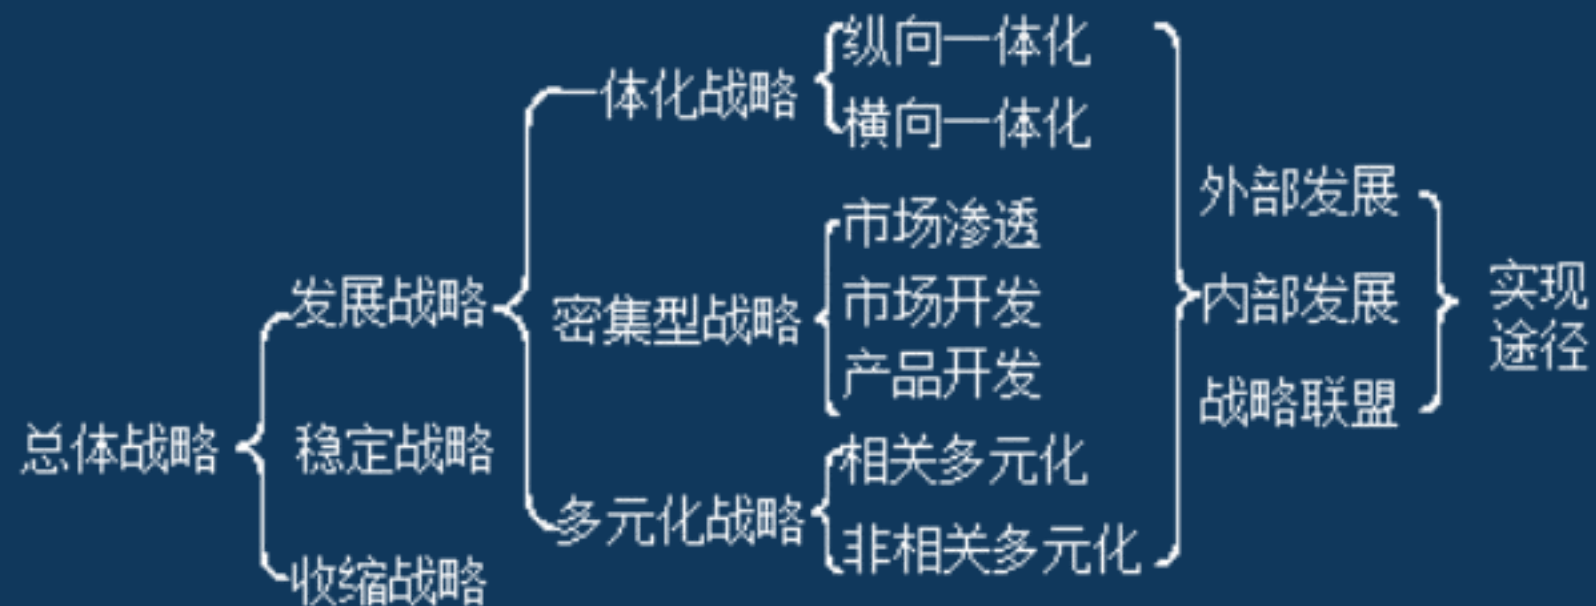 纵向一体化
一体化战略
横向一体化
外部发展
市场渗透
发展战略
密集型战略
市场开发
内部发展
实现
途径
产品开发
战略联盟
总体战略
稳定战略
相关多元化
多元化战略
非相关多元化
收缩战略